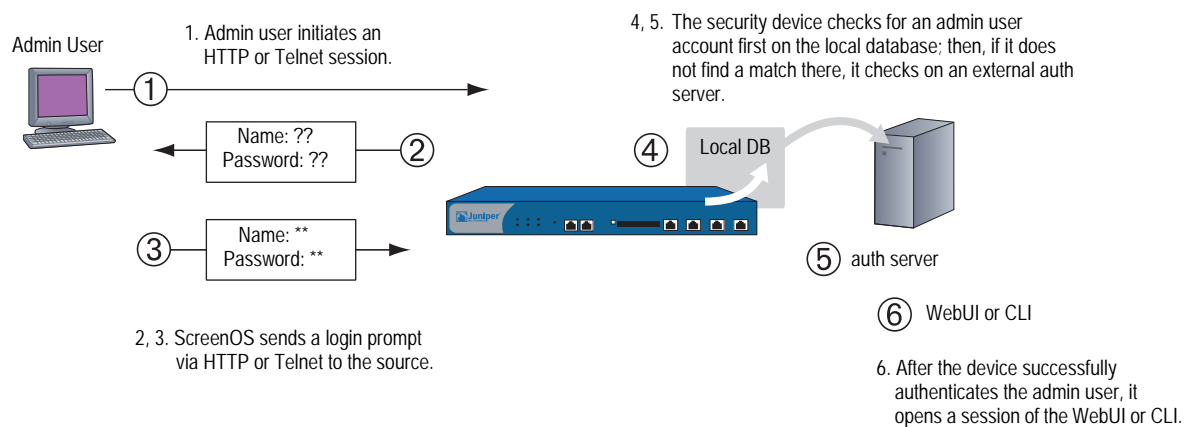 Admin User
1. Admin user initiates an
HTTP or Telnet session.
1
Name: ??
Password: ??
2
3
Name: **
Password: **
2, 3. ScreenOS sends a login prompt
via HTTP or Telnet to the source.
4, 5. The security device checks for an admin user
account first on the local database; then, if it does
not find a match there, it checks on an external auth
server.
4
Local DB
Juniper
5
auth server
6
WebUI or CLI
6. After the device successfully
authenticates the admin user, it
opens a session of the WebUI or CLI.